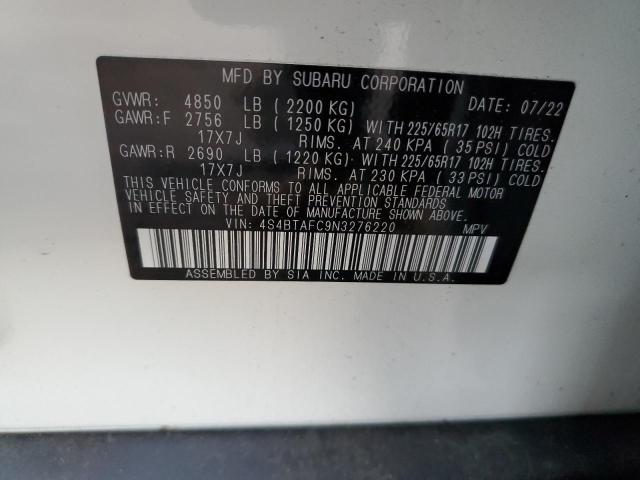 MFD BY SUBARU CORPORATION
GVWR: 4850 LB (2200 KG) DATE: 07/22
GAWR:F 2756 LB (1250 KG) WITH 225/65R17 102H TIRES.
17X7J RIMS. AT 240 KPA (35 PSI) COLD
GAWR:R 2690 LB (1220 KG) WITH 225/65R17 102H TIRES.
17X7J RIMS. AT 230 KPA (33 PSI) COLD
THIS VEHICLE CONFORMS TO ALL APPLICABLE FEDERAL MOTOR
VEHICLE SAFETY AND THEFT PREVENTION STANDARDS
IN EFFECT ON THE DATE OF MANUFACTURE SHOWN ABOVE.
VIN: 4S4BTAFC9N3276220 MPV
ASSEMBLED BY SIA INC. MADE IN U.S.A.